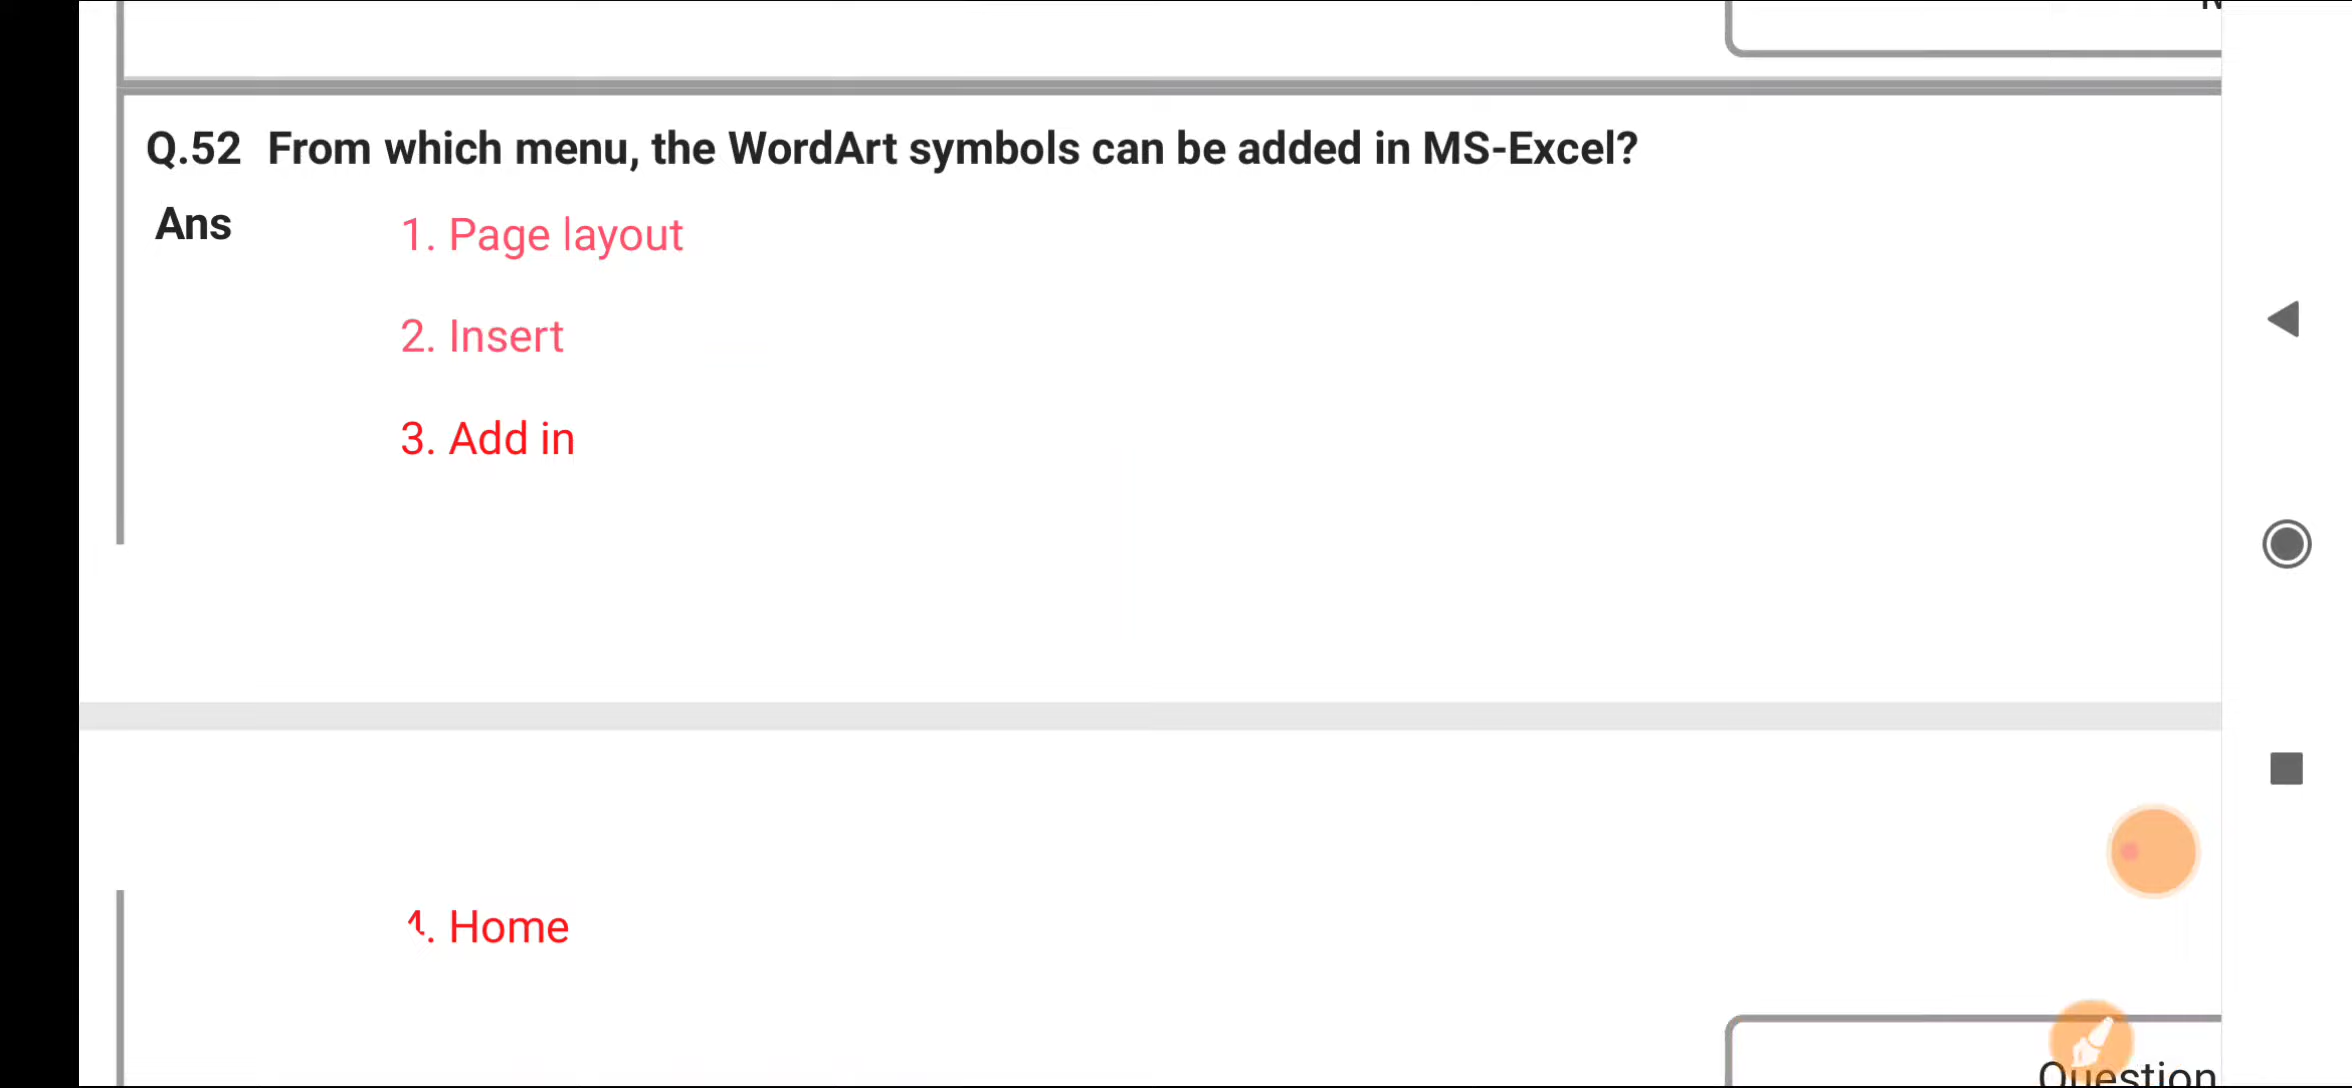 Q.52 From which menu, the WordArt symbols can be added in MS-Excel?
Ans
1. Page layout
2. Insert
3. Add in
. Home
Question